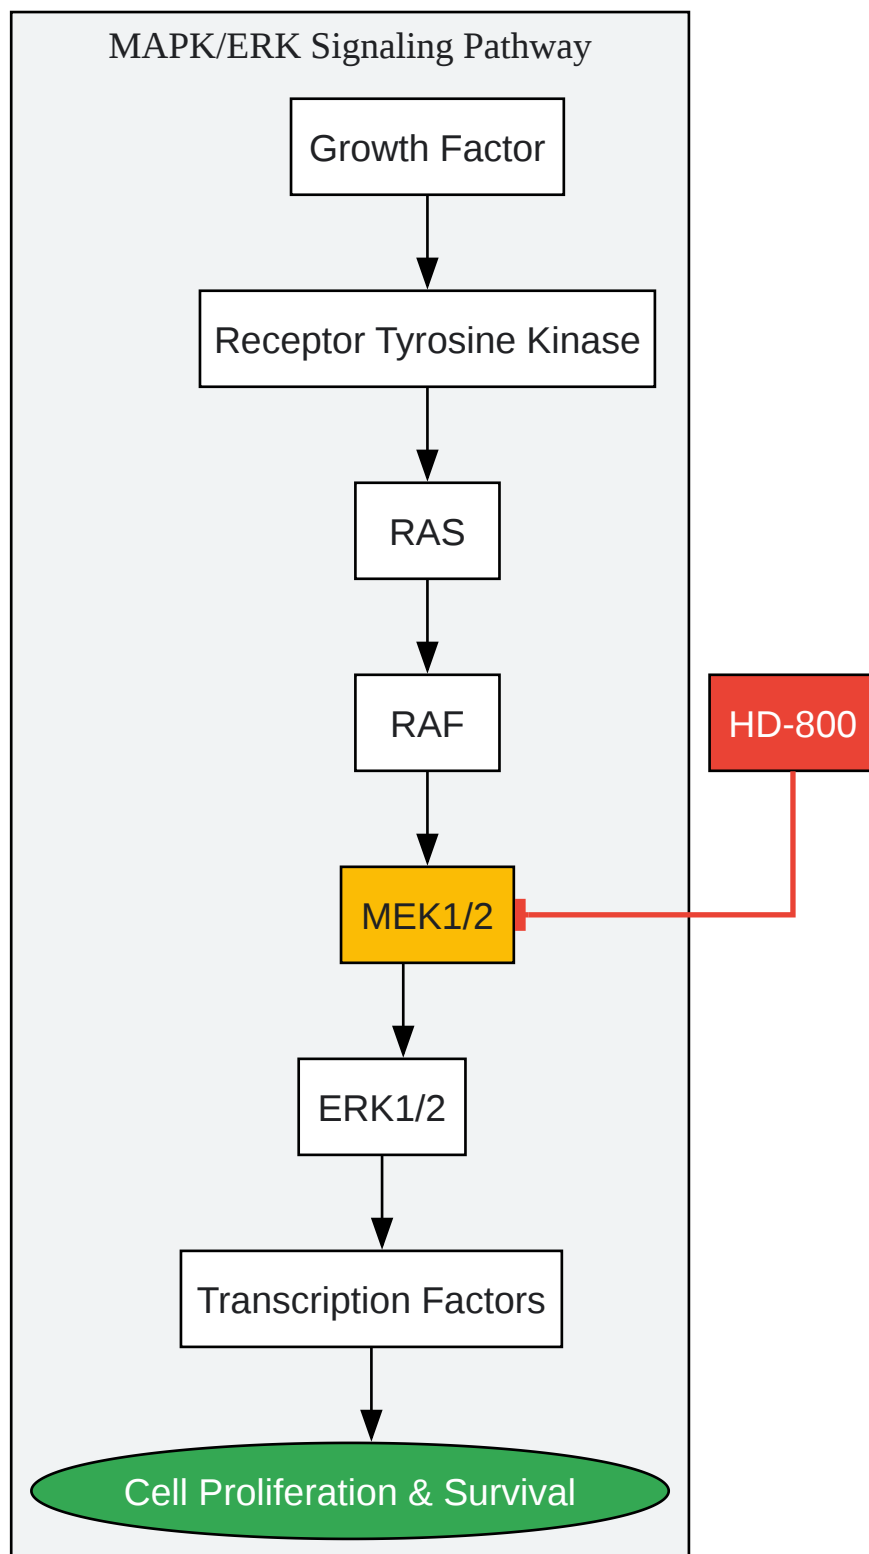 MAPK/ERK Signaling Pathway
Growth Factor
Receptor Tyrosine Kinase
RAS
RAF
HD-800
MEK1/2
ERK1/2
Transcription Factors
Cell Proliferation & Survival